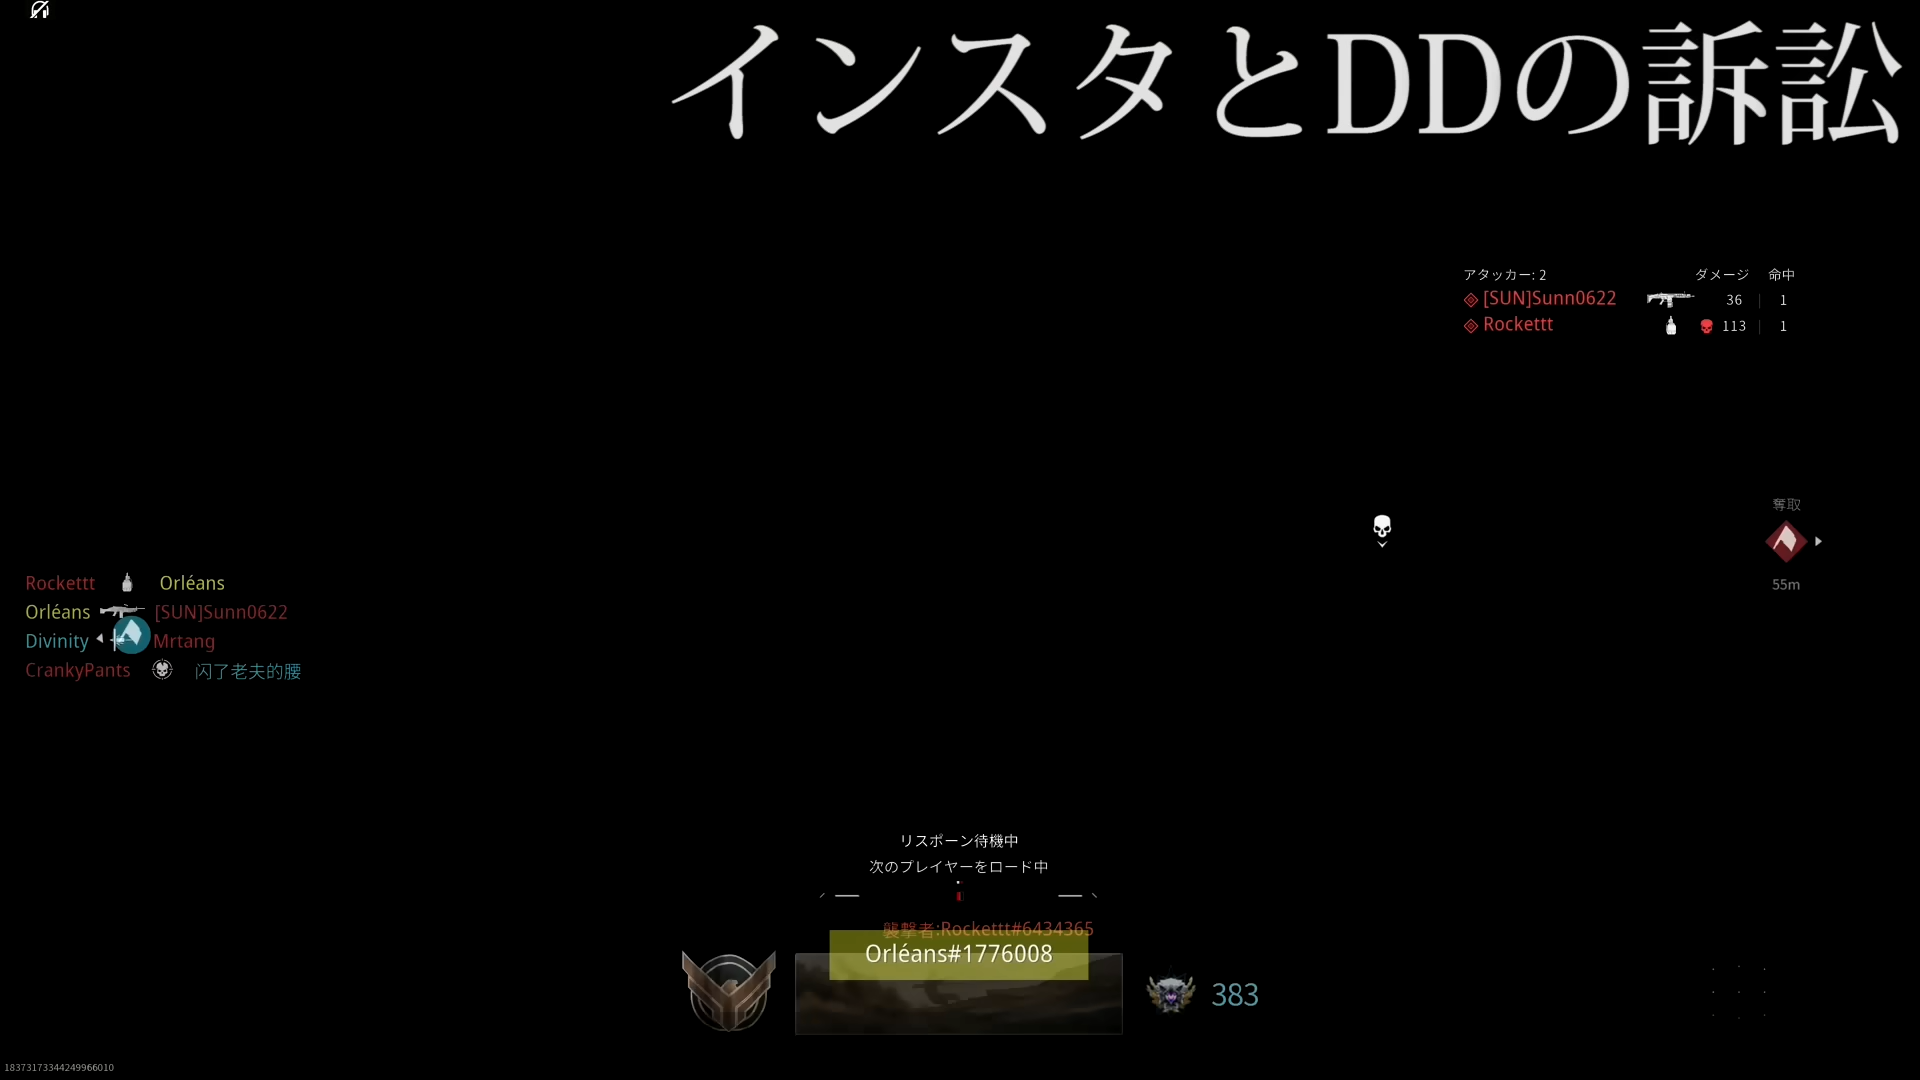 インスタとDDの訴訟
アタッカー: 2 ダメージ 命中
[SUN]Sunn0622 36 1
Rockettt 113 1
奪取
55m
Rockettt Orléans
Orléans [SUN]Sunn0622
Divinity Mrtang
CrankyPants 闪了老夫的腰
リスポーン待機中
次のプレイヤーをロード中
襲撃者:Rockettt#6434365
Orléans#1776008
383
18373173344249966010